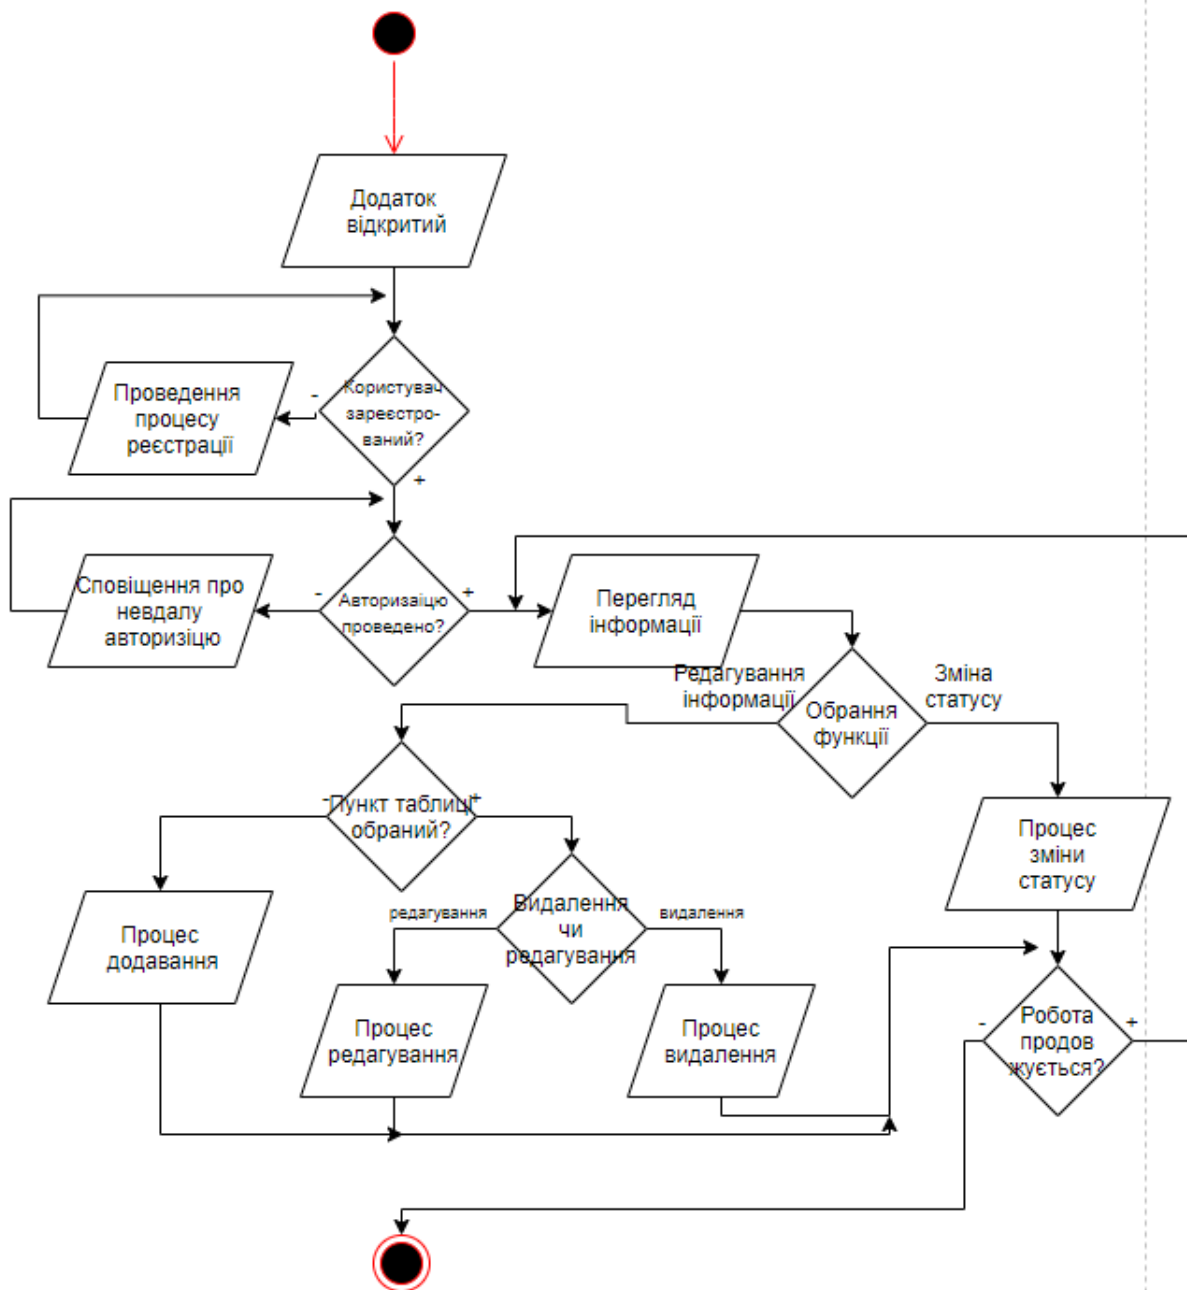 Додаток
відкритий
Користувач
зареєстро-
ваний?
-
+
Проведення
процесу
реєстрації
Авторизаіцю
проведено?
-
+
Сповіщення про
невдалу
авторизіцю
Перегляд
інформації
Обрання
функції
Редагування
інформації
Зміна
статусу
Пункт таблиці
обраний?
-
+
Процес
зміни
статусу
Видалення
чи
редагування
редагування
видалення
Процес
додавання
Процес
редагування
Процес
видалення
Робота
продов
жується?
-
+